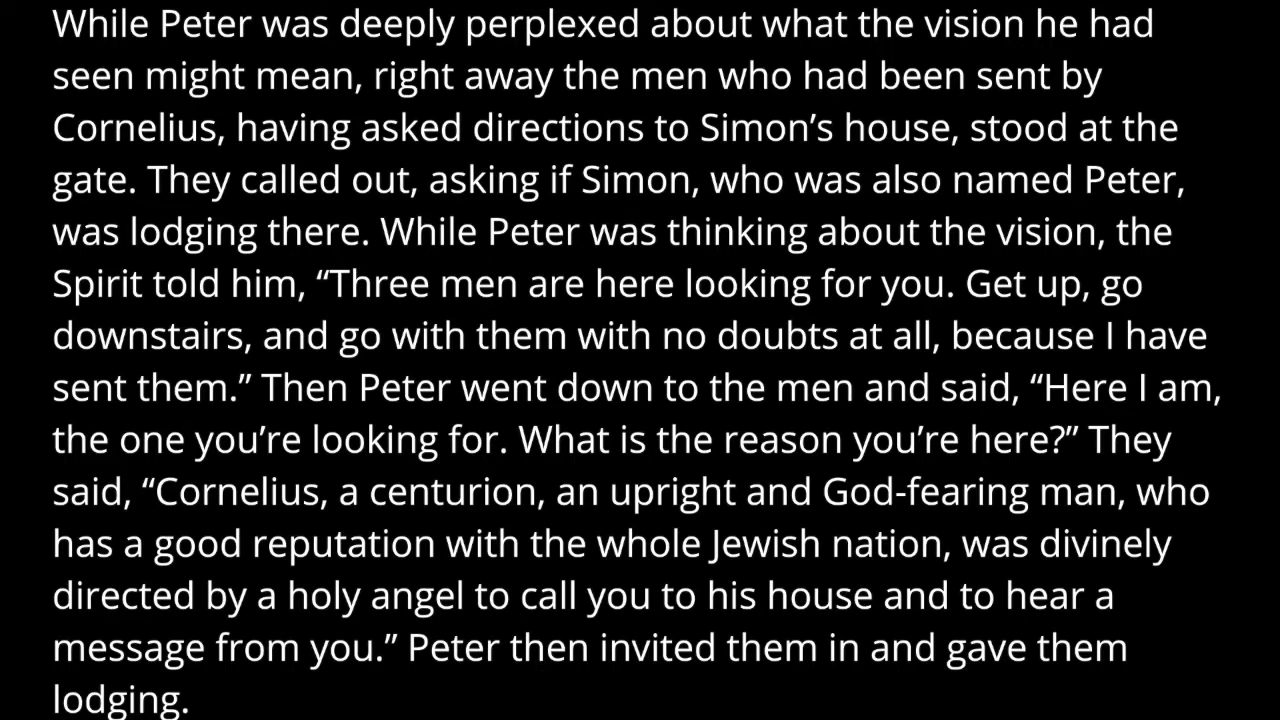 While Peter was deeply perplexed about what the vision he had
seen might mean, right away the men who had been sent by
Cornelius, having asked directions to Simon’s house, stood at the
gate. They called out, asking if Simon, who was also named Peter,
was lodging there. While Peter was thinking about the vision, the
Spirit told him, “Three men are here looking for you. Get up, go
downstairs, and go with them with no doubts at all, because I have
sent them.” Then Peter went down to the men and said, “Here I am,
the one you’re looking for. What is the reason you’re here?” They
said, “Cornelius, a centurion, an upright and God-fearing man, who
has a good reputation with the whole Jewish nation, was divinely
directed by a holy angel to call you to his house and to hear a
message from you.” Peter then invited them in and gave them
lodging.